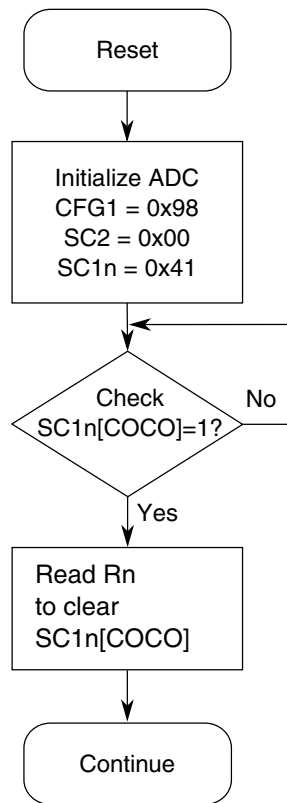 Reset
Initialize ADC
CFG1 = 0x98
SC2 = 0x00
SC1n = 0x41
Check
SC1n[COCO]=1?
No
Yes
Read Rn
to clear
SC1n[COCO]
Continue